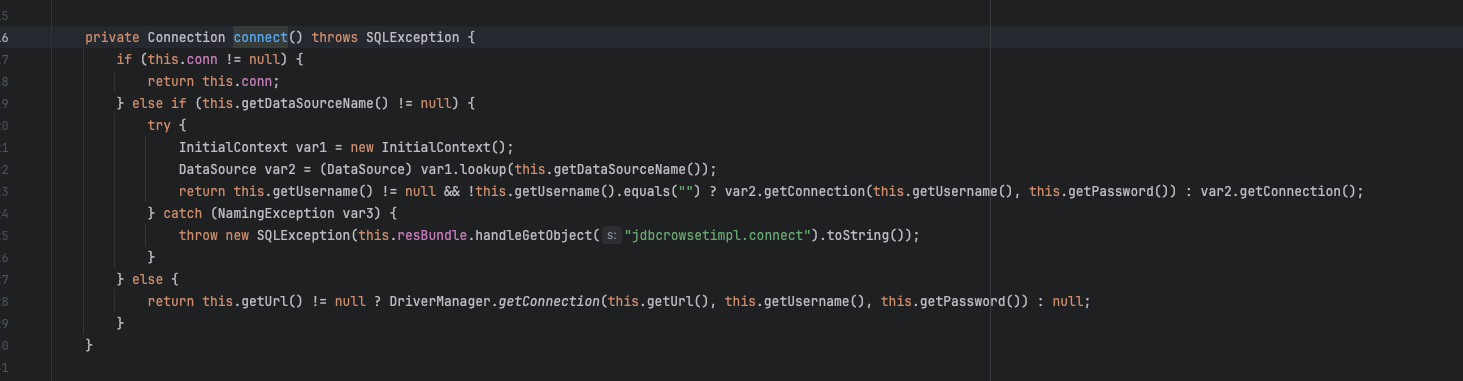 5
6 private Connection connect() throws SQLException {
7 if (this.conn != null) {
8 return this.conn;
9 } else if (this.getDataSourceName() != null) {
0 try {
1 InitialContext var1 = new InitialContext();
2 DataSource var2 = (DataSource) var1.lookup(this.getDataSourceName());
3 return this.getUsername() != null && !this.getUsername().equals("") ? var2.getConnection(this.getUsername(), this.getPassword()) : var2.getConnection();
4 } catch (NamingException var3) {
5 throw new SQLException(this.resBundle.handleGetObject( s: "jdbcrowsetimpl.connect").toString());
6 }
7 } else {
8 return this.getUrl() != null ? DriverManager.getConnection(this.getUrl(), this.getUsername(), this.getPassword()) : null;
9 }
0 }
1